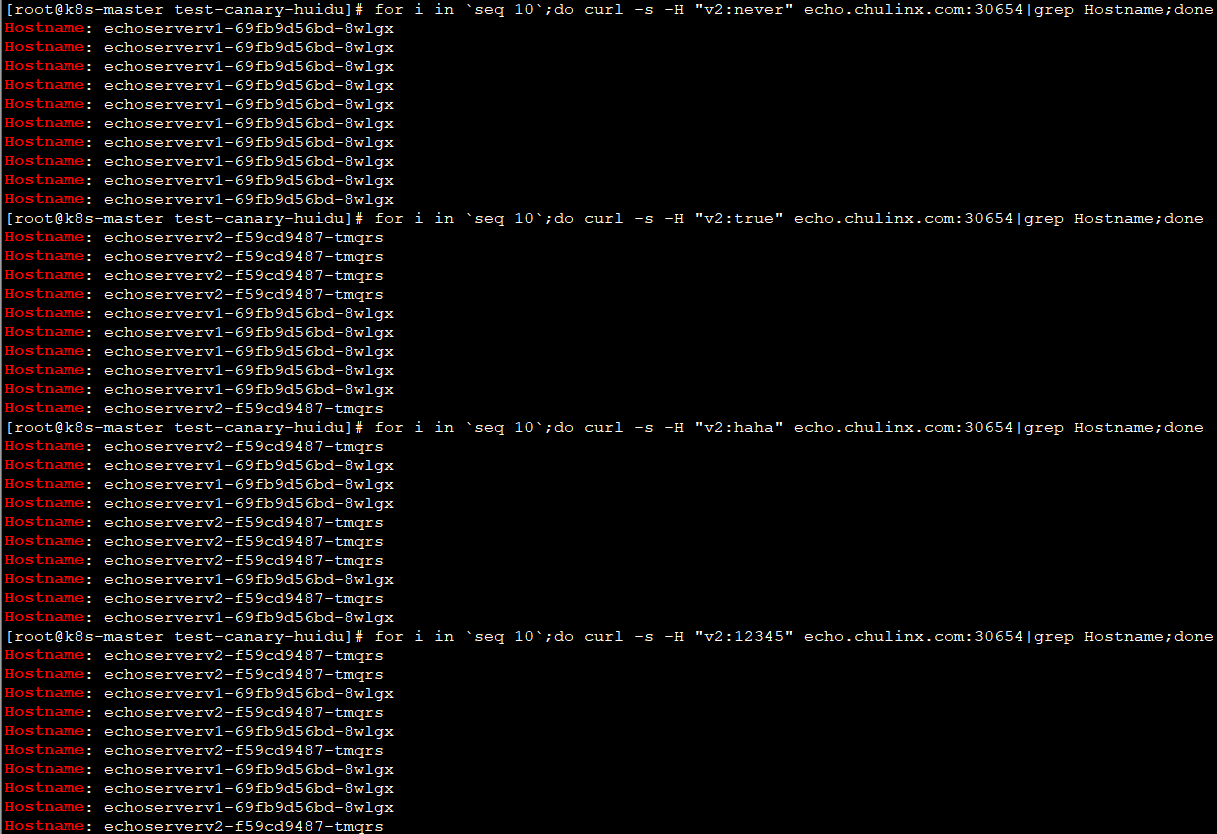 [root@k8s-master test-canary-huidu]# for i in `seq 10`;do curl -s -H "v2:never" echo.chulinx.com:30654|grep Hostname;done
Hostname: echoserverv1-69fb9d56bd-8wlgx
Hostname: echoserverv1-69fb9d56bd-8wlgx
Hostname: echoserverv1-69fb9d56bd-8wlgx
Hostname: echoserverv1-69fb9d56bd-8wlgx
Hostname: echoserverv1-69fb9d56bd-8wlgx
Hostname: echoserverv1-69fb9d56bd-8wlgx
Hostname: echoserverv1-69fb9d56bd-8wlgx
Hostname: echoserverv1-69fb9d56bd-8wlgx
Hostname: echoserverv1-69fb9d56bd-8wlgx
Hostname: echoserverv1-69fb9d56bd-8wlgx
[root@k8s-master test-canary-huidu]# for i in `seq 10`;do curl -s -H "v2:true" echo.chulinx.com:30654|grep Hostname;done
Hostname: echoserverv2-f59cd9487-tmqrs
Hostname: echoserverv2-f59cd9487-tmqrs
Hostname: echoserverv2-f59cd9487-tmqrs
Hostname: echoserverv2-f59cd9487-tmqrs
Hostname: echoserverv1-69fb9d56bd-8wlgx
Hostname: echoserverv1-69fb9d56bd-8wlgx
Hostname: echoserverv1-69fb9d56bd-8wlgx
Hostname: echoserverv1-69fb9d56bd-8wlgx
Hostname: echoserverv1-69fb9d56bd-8wlgx
Hostname: echoserverv2-f59cd9487-tmqrs
[root@k8s-master test-canary-huidu]# for i in `seq 10`;do curl -s -H "v2:haha" echo.chulinx.com:30654|grep Hostname;done
Hostname: echoserverv2-f59cd9487-tmqrs
Hostname: echoserverv1-69fb9d56bd-8wlgx
Hostname: echoserverv1-69fb9d56bd-8wlgx
Hostname: echoserverv1-69fb9d56bd-8wlgx
Hostname: echoserverv2-f59cd9487-tmqrs
Hostname: echoserverv2-f59cd9487-tmqrs
Hostname: echoserverv2-f59cd9487-tmqrs
Hostname: echoserverv1-69fb9d56bd-8wlgx
Hostname: echoserverv2-f59cd9487-tmqrs
Hostname: echoserverv1-69fb9d56bd-8wlgx
[root@k8s-master test-canary-huidu]# for i in `seq 10`;do curl -s -H "v2:12345" echo.chulinx.com:30654|grep Hostname;done
Hostname: echoserverv2-f59cd9487-tmqrs
Hostname: echoserverv2-f59cd9487-tmqrs
Hostname: echoserverv1-69fb9d56bd-8wlgx
Hostname: echoserverv2-f59cd9487-tmqrs
Hostname: echoserverv1-69fb9d56bd-8wlgx
Hostname: echoserverv2-f59cd9487-tmqrs
Hostname: echoserverv1-69fb9d56bd-8wlgx
Hostname: echoserverv1-69fb9d56bd-8wlgx
Hostname: echoserverv1-69fb9d56bd-8wlgx
Hostname: echoserverv2-f59cd9487-tmqrs